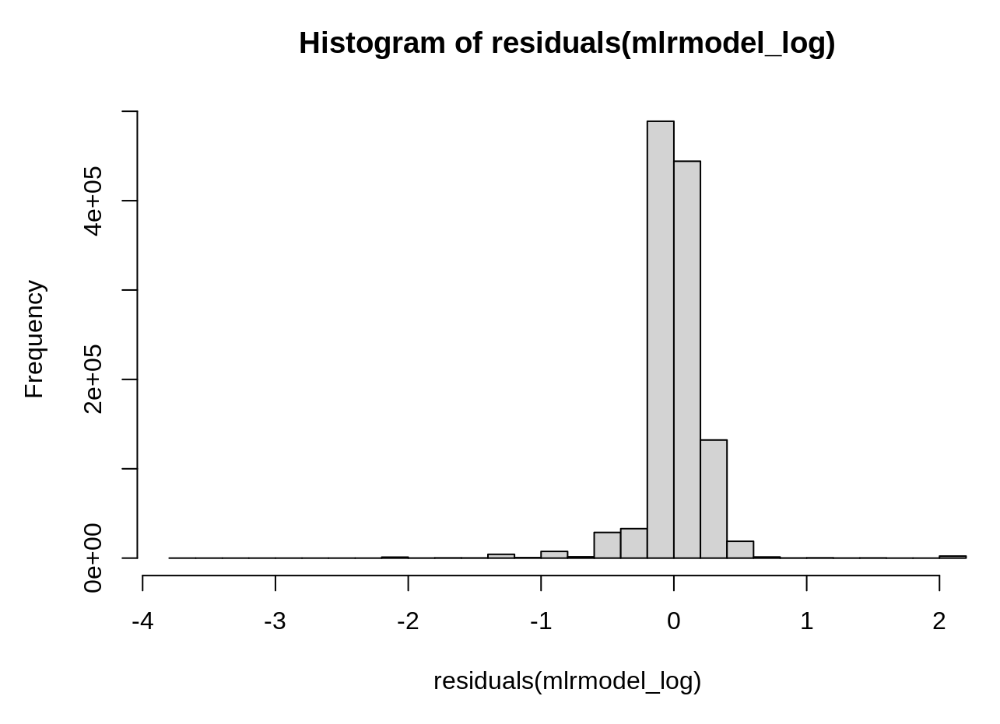 Histogram of residuals(mlrmodel_log)
Frequency
4e+05
2e+05
0e+00
-4 -3 -2 -1 0 1 2
residuals(mlrmodel_log)